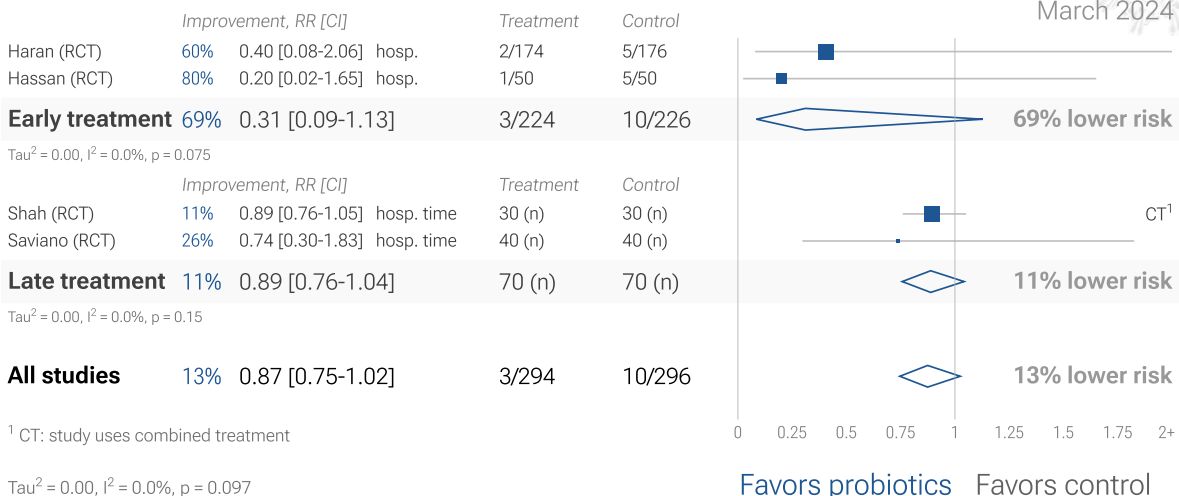 March 2024
Improvement, RR [CI] Treatment Control
Haran (RCT) 60% 0.40 [0.08-2.06] hosp. 2/174 5/176
Hassan (RCT) 80% 0.20 [0.02-1.65] hosp. 1/50 5/50
Early treatment 69% 0.31 [0.09-1.13] 3/224 10/226 69% lower risk
Tau² = 0.00, I² = 0.0%, p = 0.075
Improvement, RR [CI] Treatment Control
Shah (RCT) 11% 0.89 [0.76-1.05] hosp. time 30 (n) 30 (n) CT¹
Saviano (RCT) 26% 0.74 [0.30-1.83] hosp. time 40 (n) 40 (n)
Late treatment 11% 0.89 [0.76-1.04] 70 (n) 70 (n) 11% lower risk
Tau² = 0.00, I² = 0.0%, p = 0.15
All studies 13% 0.87 [0.75-1.02] 3/294 10/296 13% lower risk
¹ CT: study uses combined treatment
0 0.25 0.5 0.75 1 1.25 1.5 1.75 2+
Tau² = 0.00, I² = 0.0%, p = 0.097
Favors probiotics Favors control